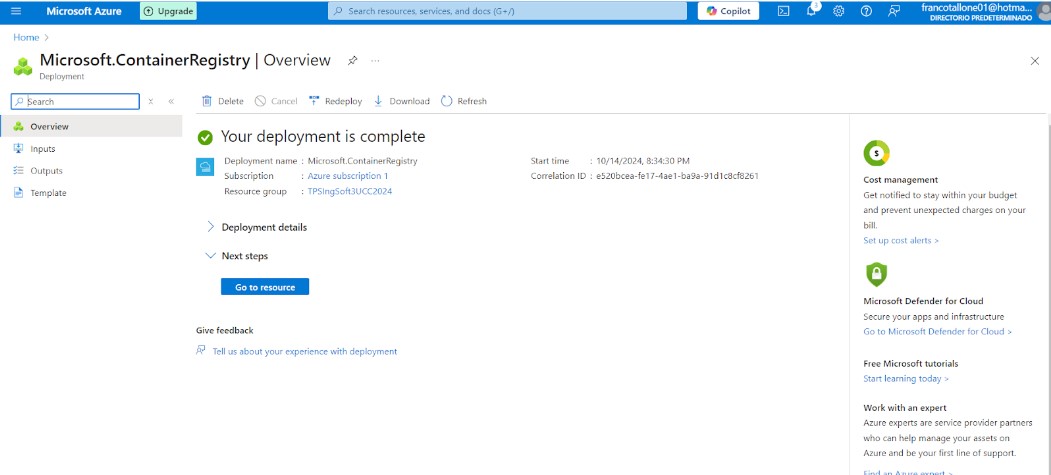 Microsoft Azure
Upgrade
Search resources, services, and docs (G+/)
Copilot
3
francotallone01@hotma...
DIRECTORIO PREDETERMINADO
Home >
Microsoft.ContainerRegistry | Overview
Deployment
Search
Delete
Cancel
Redeploy
Download
Refresh
Overview
Inputs
Outputs
Template
Your deployment is complete
Deployment name : Microsoft.ContainerRegistry
Subscription : Azure subscription 1
Resource group : TPSIngSoft3UCC2024
Start time : 10/14/2024, 8:34:30 PM
Correlation ID : e520bcea-fe17-4ae1-ba9a-91d1c8cf8261
Deployment details
Next steps
Go to resource
Give feedback
Tell us about your experience with deployment
Cost management
Get notified to stay within your budget
and prevent unexpected charges on your
bill.
Set up cost alerts >
Microsoft Defender for Cloud
Secure your apps and infrastructure
Go to Microsoft Defender for Cloud >
Free Microsoft tutorials
Start learning today >
Work with an expert
Azure experts are service provider partners
who can help manage your assets on
Azure and be your first line of support.
Find an Azure expert >